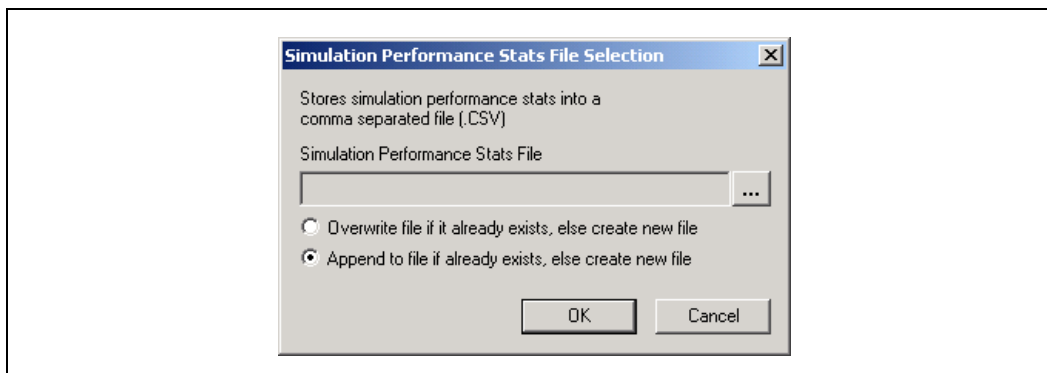 Simulation Performance Stats File Selection
Stores simulation performance stats into a
comma separated file (.CSV)
Simulation Performance Stats File
...
Overwrite file if it already exists, else create new file
Append to file if already exists, else create new file
OK Cancel